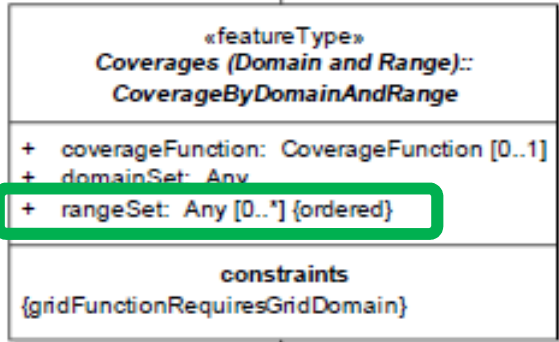 «featureType»
Coverages (Domain and Range)::
CoverageByDomainAndRange
+ coverageFunction: CoverageFunction [0..1]
+ domainSet: Any
+ rangeSet: Any [0..*] {ordered}
constraints
{gridFunctionRequiresGridDomain}